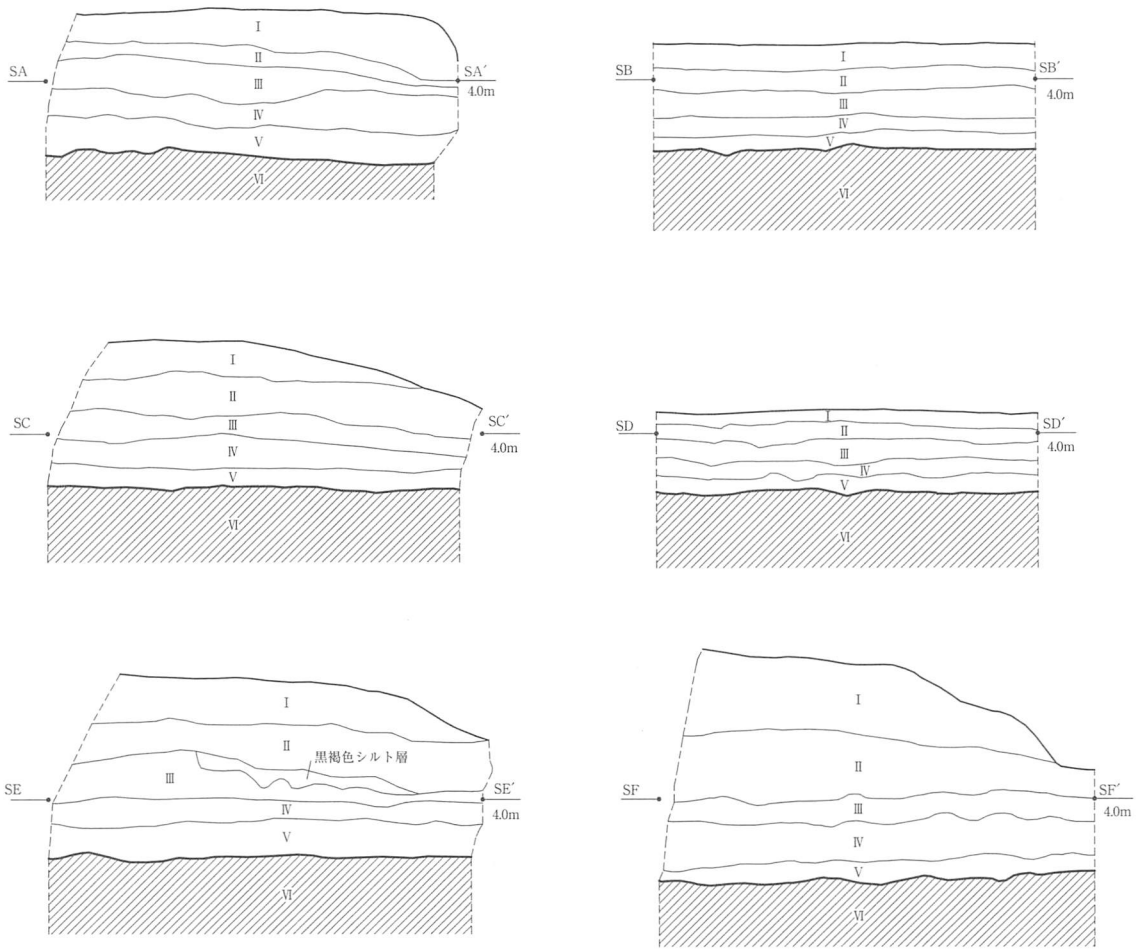 SA
SA′
4.0m
Ⅰ
Ⅱ
Ⅲ
Ⅳ
Ⅴ
Ⅵ
SB
SB′
4.0m
Ⅰ
Ⅱ
Ⅲ
Ⅳ
Ⅴ
Ⅵ
SC
SC′
4.0m
Ⅰ
Ⅱ
Ⅲ
Ⅳ
Ⅴ
Ⅵ
SD
SD′
4.0m
Ⅰ
Ⅱ
Ⅲ
Ⅳ
Ⅴ
Ⅵ
SE
SE′
4.0m
Ⅰ
Ⅱ
黒褐色シルト層
Ⅲ
Ⅳ
Ⅴ
Ⅵ
SF
SF′
4.0m
Ⅰ
Ⅱ
Ⅲ
Ⅳ
Ⅴ
Ⅵ